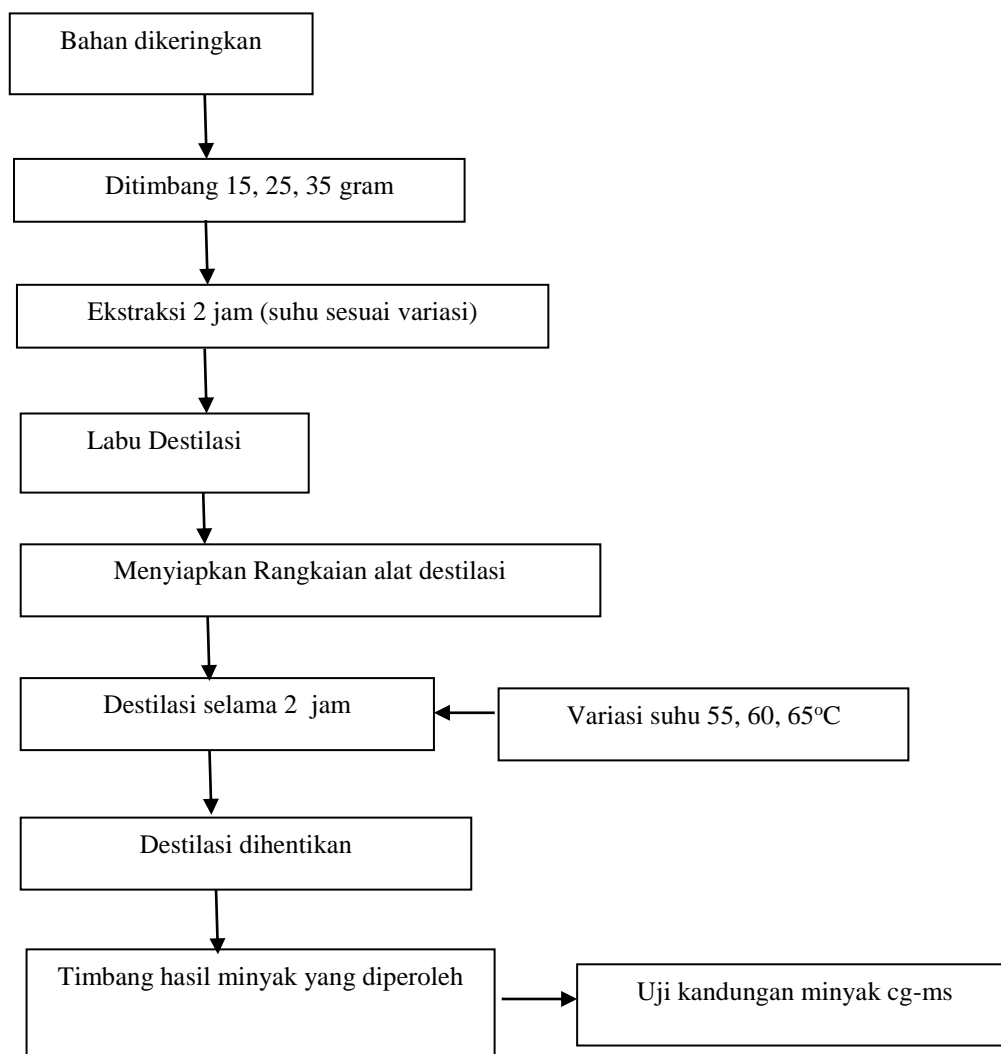 Bahan dikeringkan
Ditimbang 15, 25, 35 gram
Ekstraksi 2 jam (suhu sesuai variasi)
Labu Destilasi
Menyiapkan Rangkaian alat destilasi
Destilasi selama 2 jam
Variasi suhu 55, 60, 65°C
Destilasi dihentikan
Timbang hasil minyak yang diperoleh
Uji kandungan minyak cg-ms